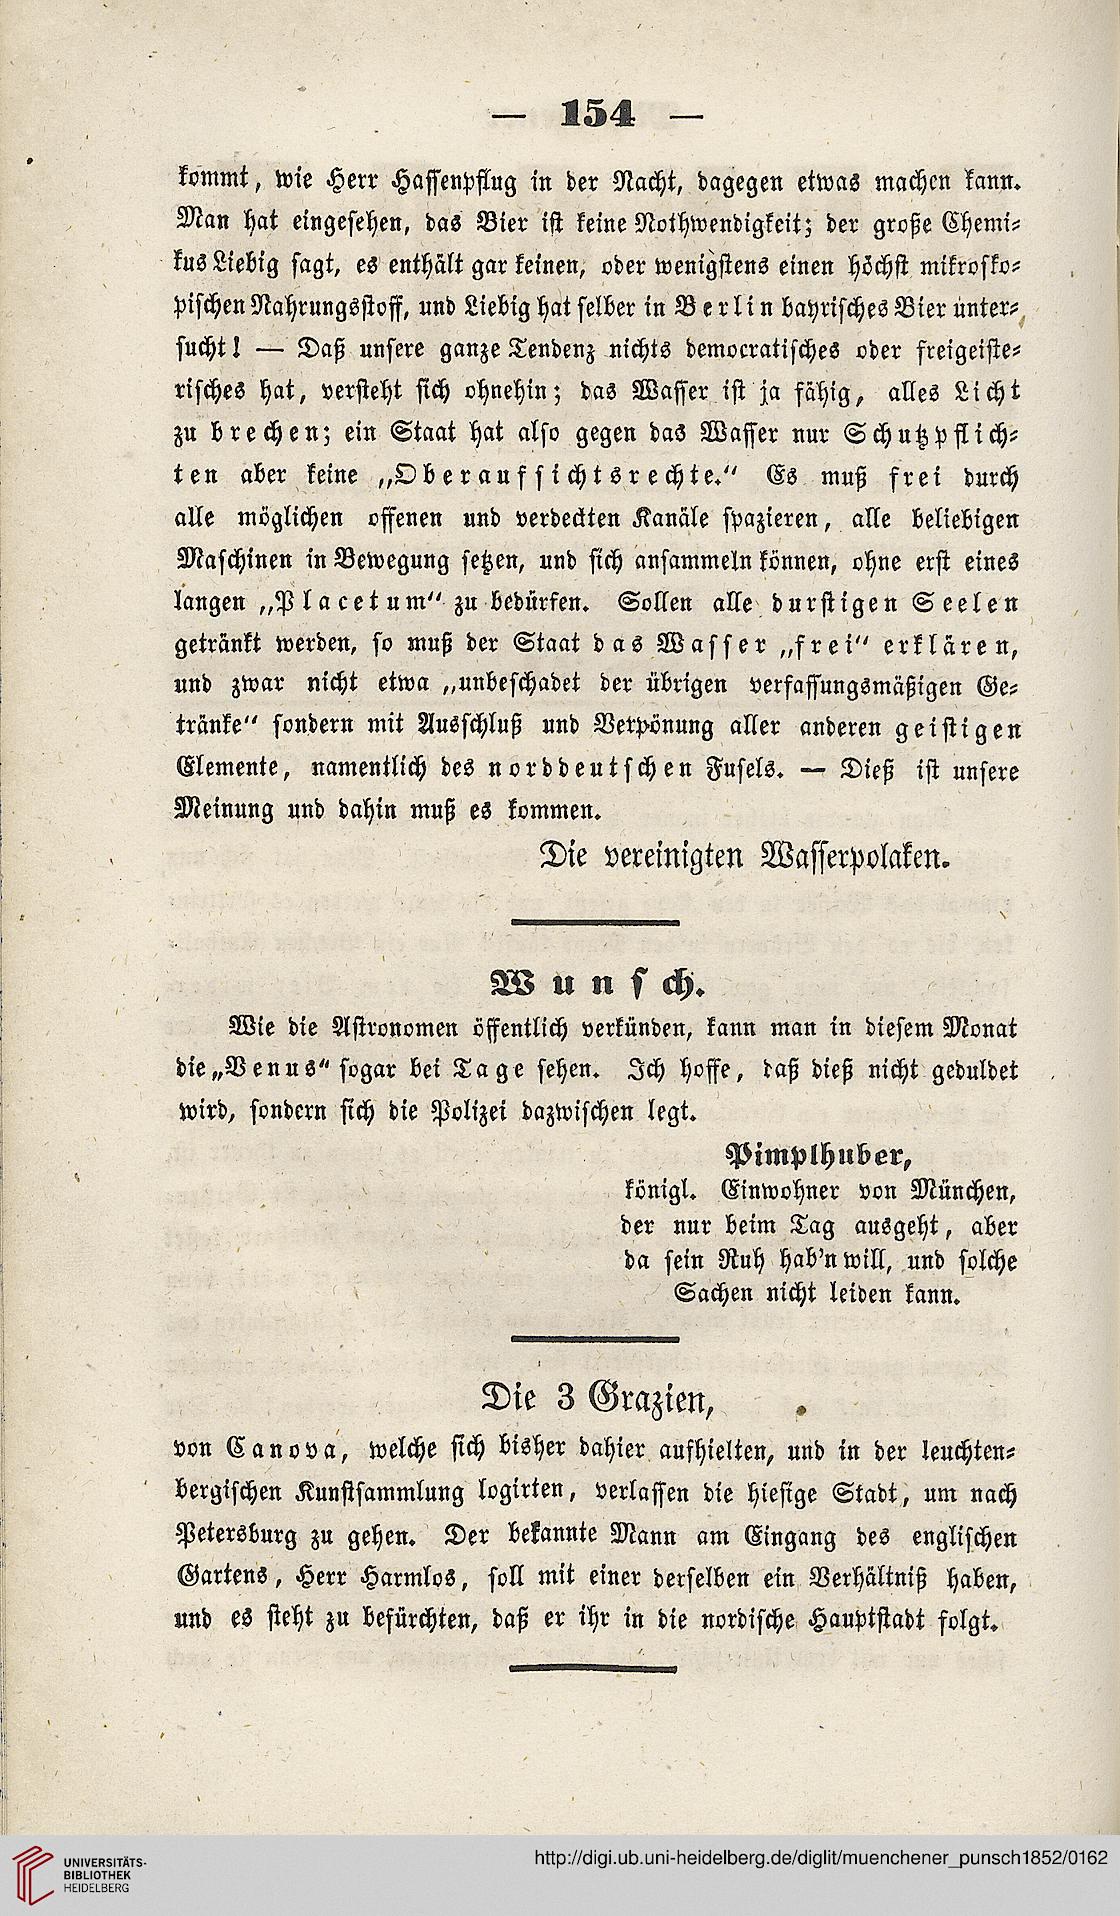 — 154 —
kommt, wie Herr Hassenpflug in der Nacht, dagegen etwas machen kann.
Man hat eingesehen, das Bier ist keine Nothwendigkeit; der große Chemi-
kus Liebig sagt, es enthält gar keinen, oder wenigstens einen höchst mikrosko-
pischen Nahrungsstoff, und Liebig hat selber in Berlin bayrisches Bier unter-
sucht! — Daß unsere ganze Tendenz nichts democratisches oder freigeiste-
risches hat, versteht sich ohnehin; das Wasser ist ja fähig, alles Licht
zu brechen; ein Staat hat also gegen das Wasser nur Schutzpflich-
ten aber keine „Oberaufsichtsrechte.“ Es muß frei durch
alle möglichen offenen und verdeckten Kanäle spazieren, alle beliebigen
Maschinen in Bewegung setzen, und sich ansammeln können, ohne erst eines
langen „Placetum“ zu bedürfen. Sollen alle durstigen Seelen
getränkt werden, so muß der Staat das Wasser „frei“ erklären,
und zwar nicht etwa „unbeschadet der übrigen verfassungsmäßigen Ge-
tränke“ sondern mit Ausschluß und Verpönung aller anderen geistigen
Elemente, namentlich des norddeutschen Fusels. — Dieß ist unsere
Meinung und dahin muß es kommen.
Die vereinigten Wasserpolaken.
Wunsch.
Wie die Astronomen öffentlich verkünden, kann man in diesem Monat
die „Venus“ sogar bei Tage sehen. Ich hoffe, daß dieß nicht geduldet
wird, sondern sich die Polizei dazwischen legt.
Pimplhuber,
königl. Einwohner von München,
der nur beim Tag ausgeht, aber
da sein Ruh hab'n will, und solche
Sachen nicht leiden kann.
Die 3 Grazien,
von Canova, welche sich bisher dahier aufhielten, und in der leuchten-
bergischen Kunstsammlung logirten, verlassen die hiesige Stadt, um nach
Petersburg zu gehen. Der bekannte Mann am Eingang des englischen
Gartens, Herr Harmlos, soll mit einer derselben ein Verhältniß haben,
und es steht zu befürchten, daß er ihr in die nordische Hauptstadt folgt.
UNIVERSITÄTS-
BIBLIOTHEK
HEIDELBERG
http://digi.ub.uni-heidelberg.de/diglit/muenchener_punsch1852/0162